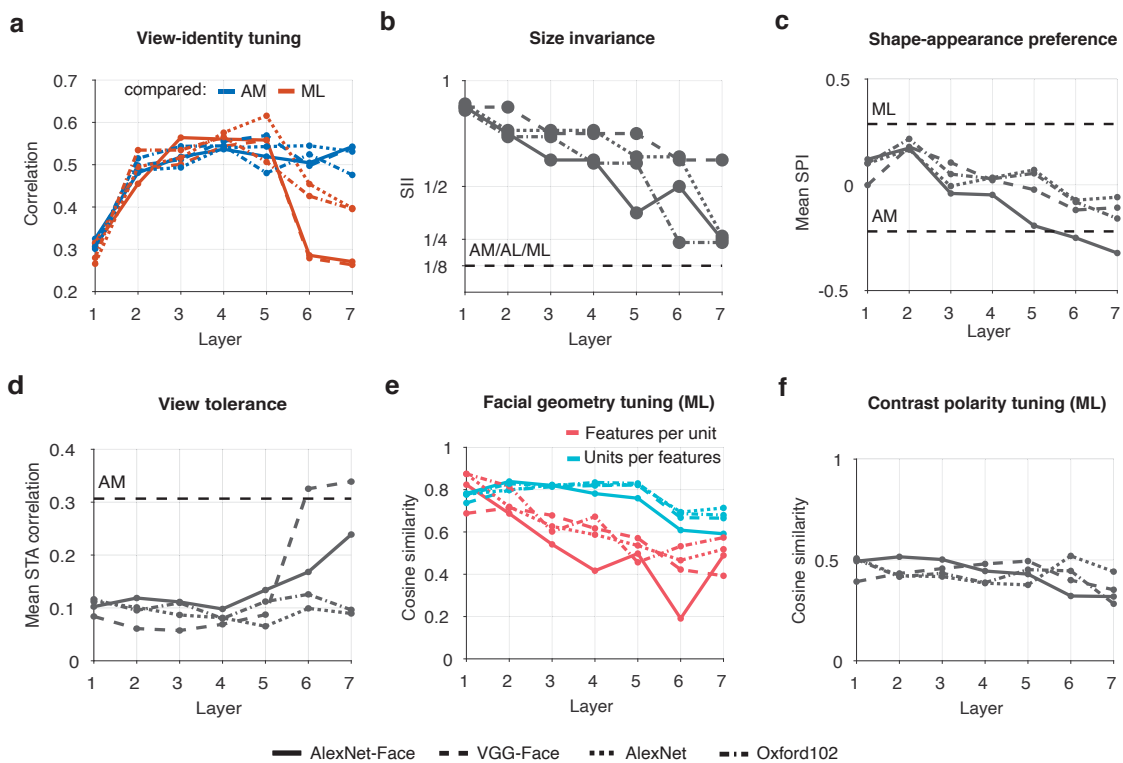 a
View-identity tuning
0.7
0.6
0.5
0.4
0.3
0.2
Correlation
compared: AM ML
1 2 3 4 5 6 7
Layer
b
Size invariance
1
1/2
1/4
1/8
SII
AM/AL/ML
1 2 3 4 5 6 7
Layer
c
Shape-appearance preference
0.5
0
-0.5
Mean SPI
ML
AM
1 2 3 4 5 6 7
Layer
d
View tolerance
0.4
0.3
0.2
0.1
0
Mean STA correlation
AM
1 2 3 4 5 6 7
Layer
e
Facial geometry tuning (ML)
Features per unit
Units per features
1
0.8
0.6
0.4
0.2
0
Cosine similarity
1 2 3 4 5 6 7
Layer
f
Contrast polarity tuning (ML)
1
0.5
0
Cosine similarity
1 2 3 4 5 6 7
Layer
AlexNet-Face VGG-Face AlexNet Oxford102